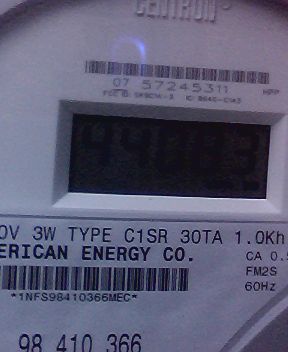 CENTRON®
07 57245311
0V 3W TYPE C1SR 30TA 1.0Kh
ERICAN ENERGY CO.
CA 0.5
FM2S
60Hz
*1NFS98410366MEC*
98 410 366